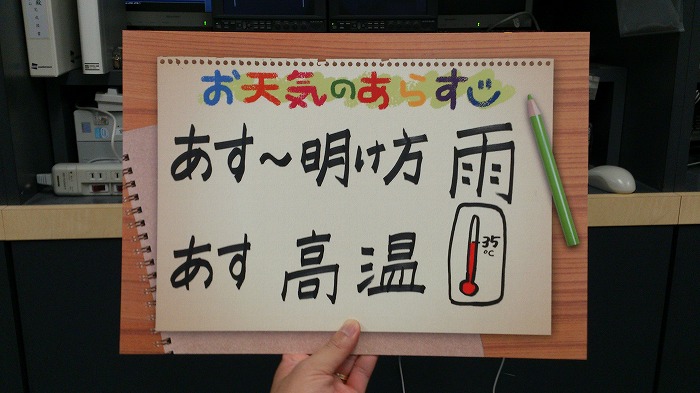 お天気のあらすじ
あす〜明け方 雨
あす 高温
35
℃